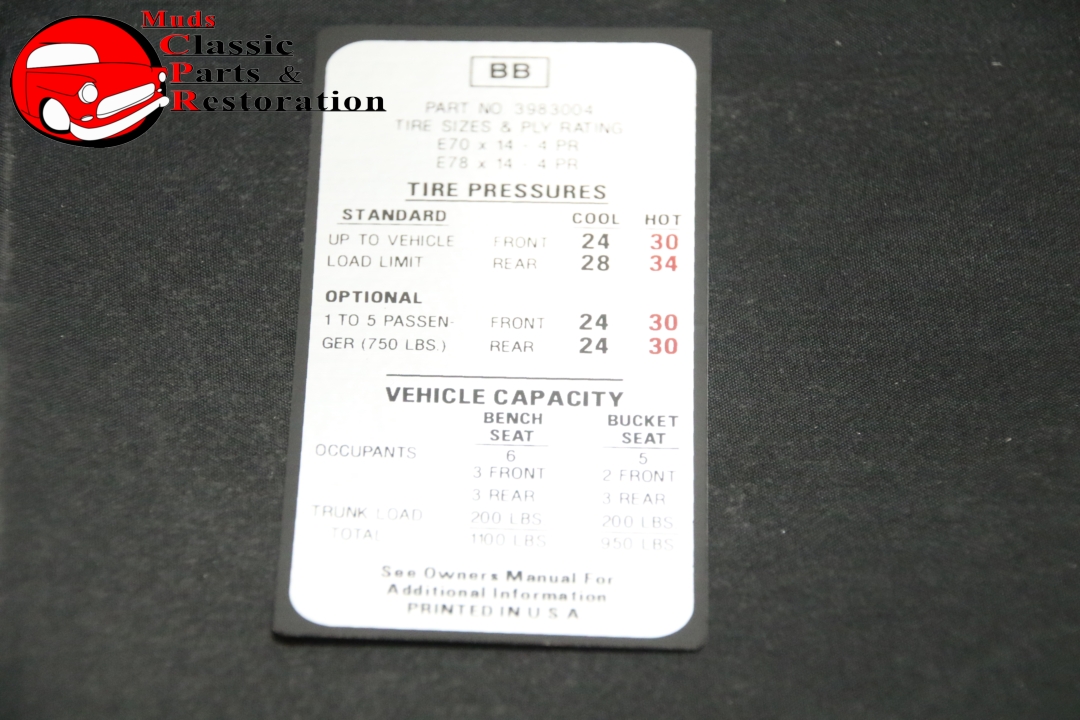 Muds
Classic
Parts &
Restoration
BB
PART NO. 3983004
TIRE SIZES & PLY RATING
E70 x 14 - 4 PR
E78 x 14 - 4 PR
TIRE PRESSURES
STANDARD COOL HOT
UP TO VEHICLE FRONT 24 30
LOAD LIMIT REAR 28 34
OPTIONAL
1 TO 5 PASSEN- FRONT 24 30
GER (750 LBS.) REAR 24 30
VEHICLE CAPACITY
BENCH BUCKET
SEAT SEAT
OCCUPANTS 6 5
3 FRONT 2 FRONT
3 REAR 3 REAR
TRUNK LOAD 200 LBS 200 LBS
TOTAL 1100 LBS 950 LBS
See Owners Manual For
Additional Information
PRINTED IN U.S.A